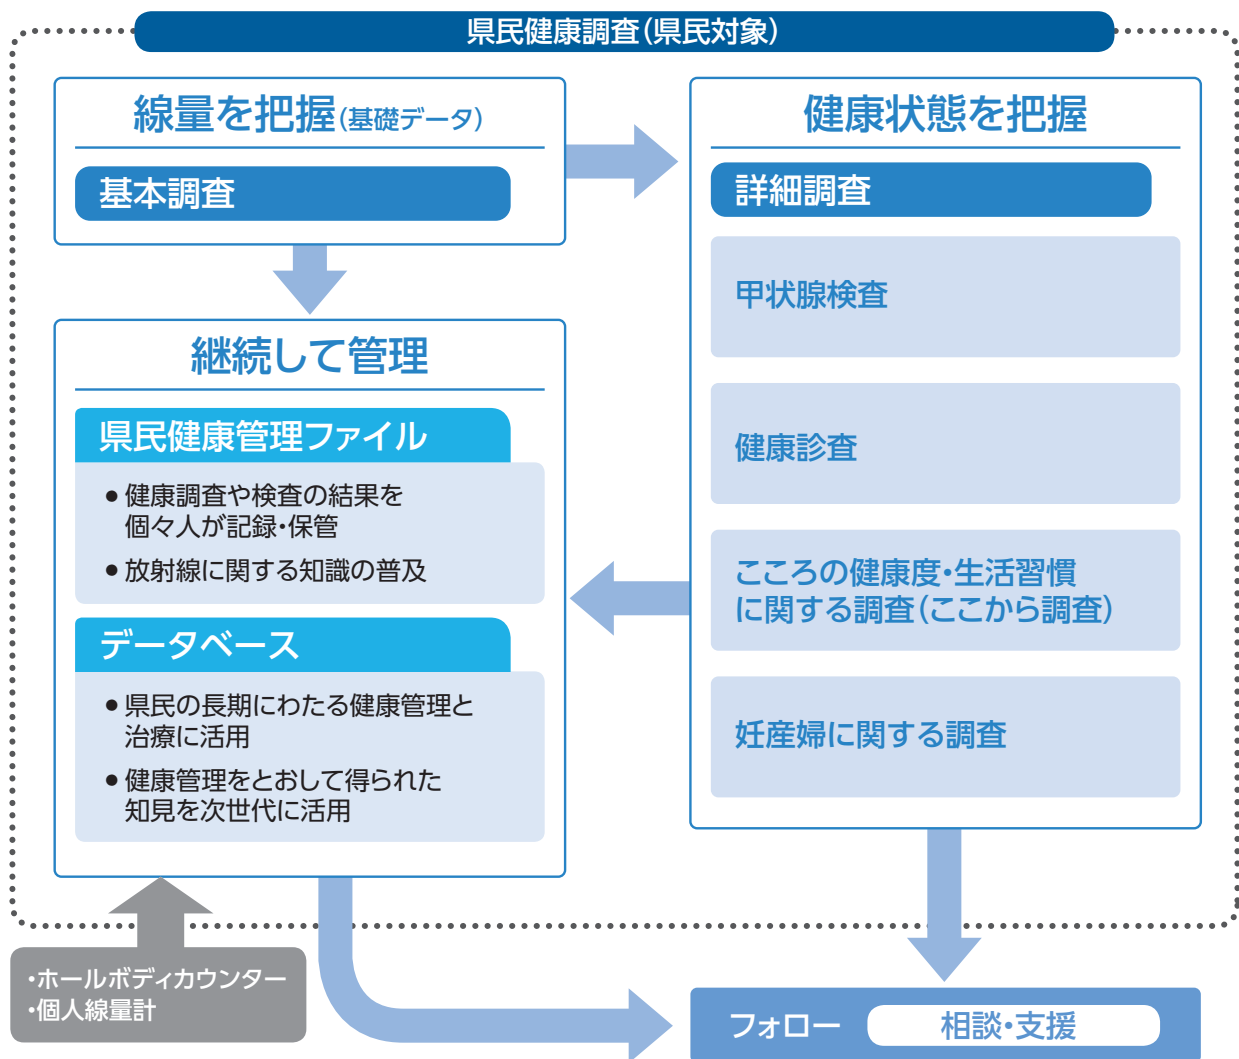 県民健康調査(県民対象)
線量を把握(基礎データ)
基本調査
健康状態を把握
詳細調査
甲状腺検査
健康診査
こころの健康度・生活習慣
に関する調査(ここから調査)
妊産婦に関する調査
継続して管理
県民健康管理ファイル
● 健康調査や検査の結果を
個々人が記録・保管
● 放射線に関する知識の普及
データベース
● 県民の長期にわたる健康管理と
治療に活用
● 健康管理をとおして得られた
知見を次世代に活用
・ホールボディカウンター
・個人線量計
フォロー 相談・支援